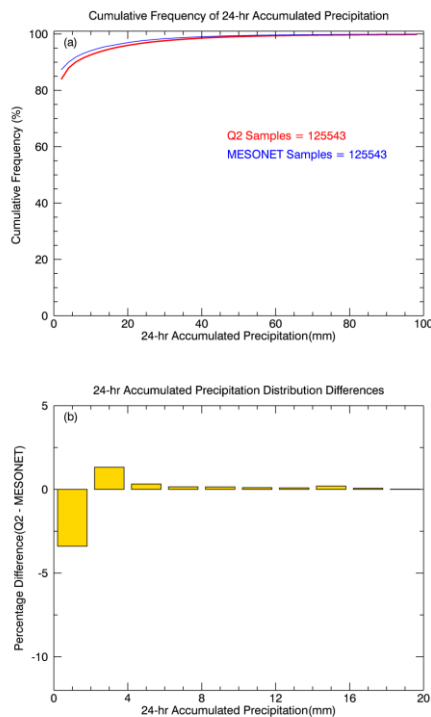 Cumulative Frequency of 24-hr Accumulated Precipitation
(a)
100
80
60
40
20
0
Cumulative Frequency (%)
Q2 Samples = 125543
MESONET Samples = 125543
0 20 40 60 80 100
24-hr Accumulated Precipitation(mm)
24-hr Accumulated Precipitation Distribution Differences
(b)
5
0
-5
-10
Percentage Difference(Q2 - MESONET)
0 4 8 12 16 20
24-hr Accumulated Precipitation(mm)